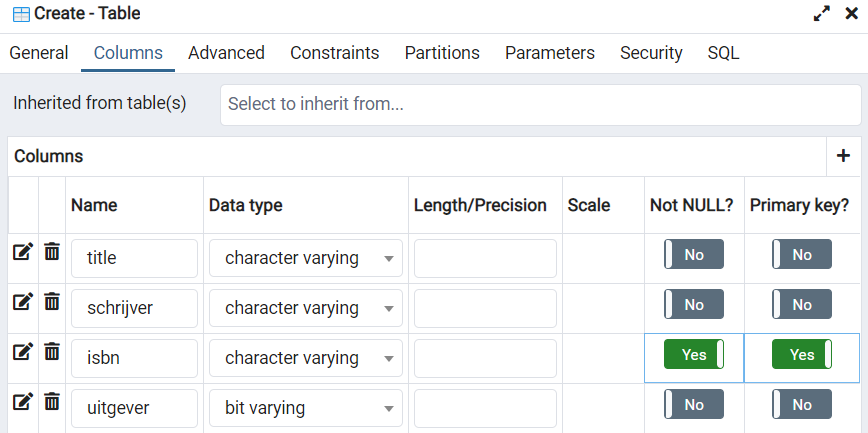 Create - Table
General Columns Advanced Constraints Partitions Parameters Security SQL
Inherited from table(s) Select to inherit from...
Columns
Name Data type Length/Precision Scale Not NULL? Primary key?
title character varying No No
schrijver character varying No No
isbn character varying Yes Yes
uitgever bit varying No No